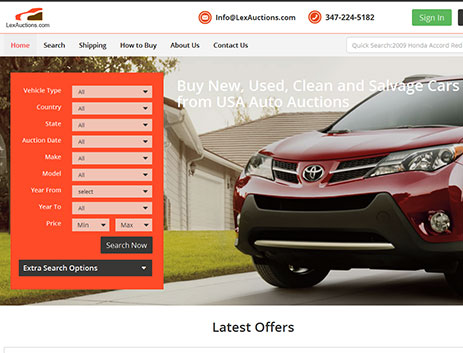 LexAuctions.com
Info@LexAuctions.com
347-224-5182
Sign In
Home Search Shipping How to Buy About Us Contact Us
Quick Search:2009 Honda Accord Red
Buy New, Used, Clean and Salvage Cars
from USA Auto Auctions
Vehicle Type All
Country All
State All
Auction Date All
Make All
Model All
Year From select
Year To All
Price Min Max
Search Now
Extra Search Options
Latest Offers